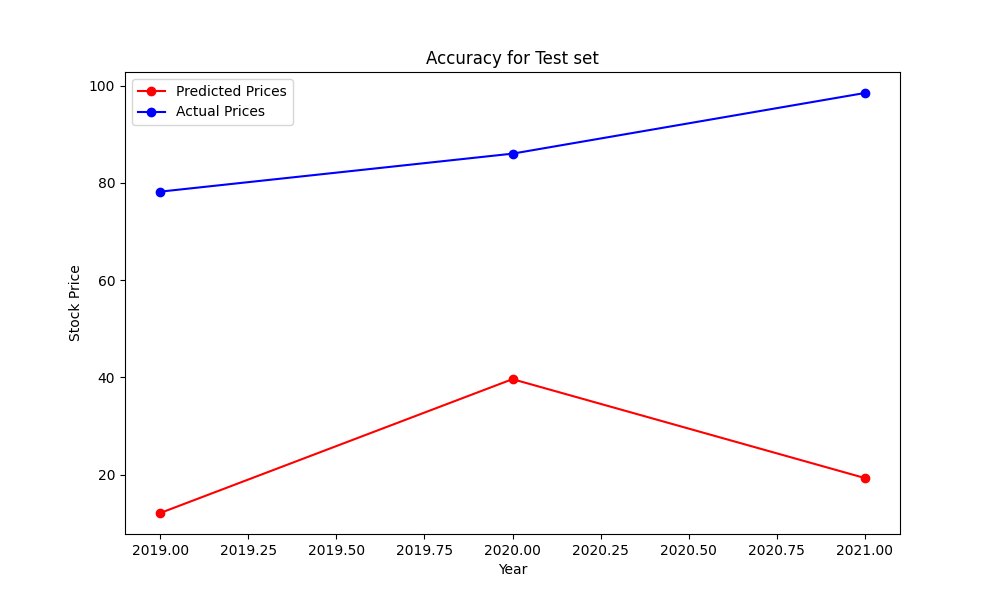 Accuracy for Test set
Predicted Prices
Actual Prices
100
80
60
40
20
Stock Price
2019.00 2019.25 2019.50 2019.75 2020.00 2020.25 2020.50 2020.75 2021.00
Year